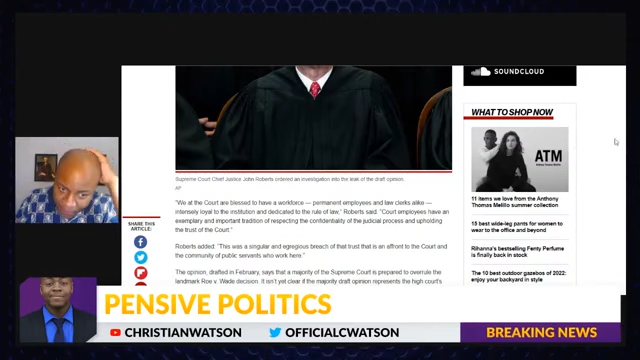 SOUNDCLOUD
WHAT TO SHOP NOW
ATM
Supreme Court Chief Justice John Roberts ordered an investigation into the leak of the draft opinion.
AP
"We at the Court are blessed to have a workforce — permanent employees and law clerks alike —
intensely loyal to the institution and dedicated to the rule of law," Roberts said. "Court employees have an
exemplary and important tradition of respecting the confidentiality of the judicial process and upholding
the trust of the Court."
SHARE THIS
ARTICLE:
Roberts added: "This was a singular and egregious breach of that trust that is an affront to the Court and
the community of public servants who work here."
The opinion, drafted in February, says that a majority of the Supreme Court is prepared to overrule the
landmark Roe v. Wade decision. It isn't yet clear if the majority draft opinion represents the high court's
11 items we love from the Anthony
Thomas Melillo summer collection
15 best wide-leg pants for women
to wear to the office and beyond
Rihanna's bestselling Fenty Perfume
is finally back in stock
The 10 best outdoor gazebos of 2022:
enjoy your backyard in style
PENSIVE POLITICS
CHRISTIANWATSON
OFFICIALCWATSON
BREAKING NEWS